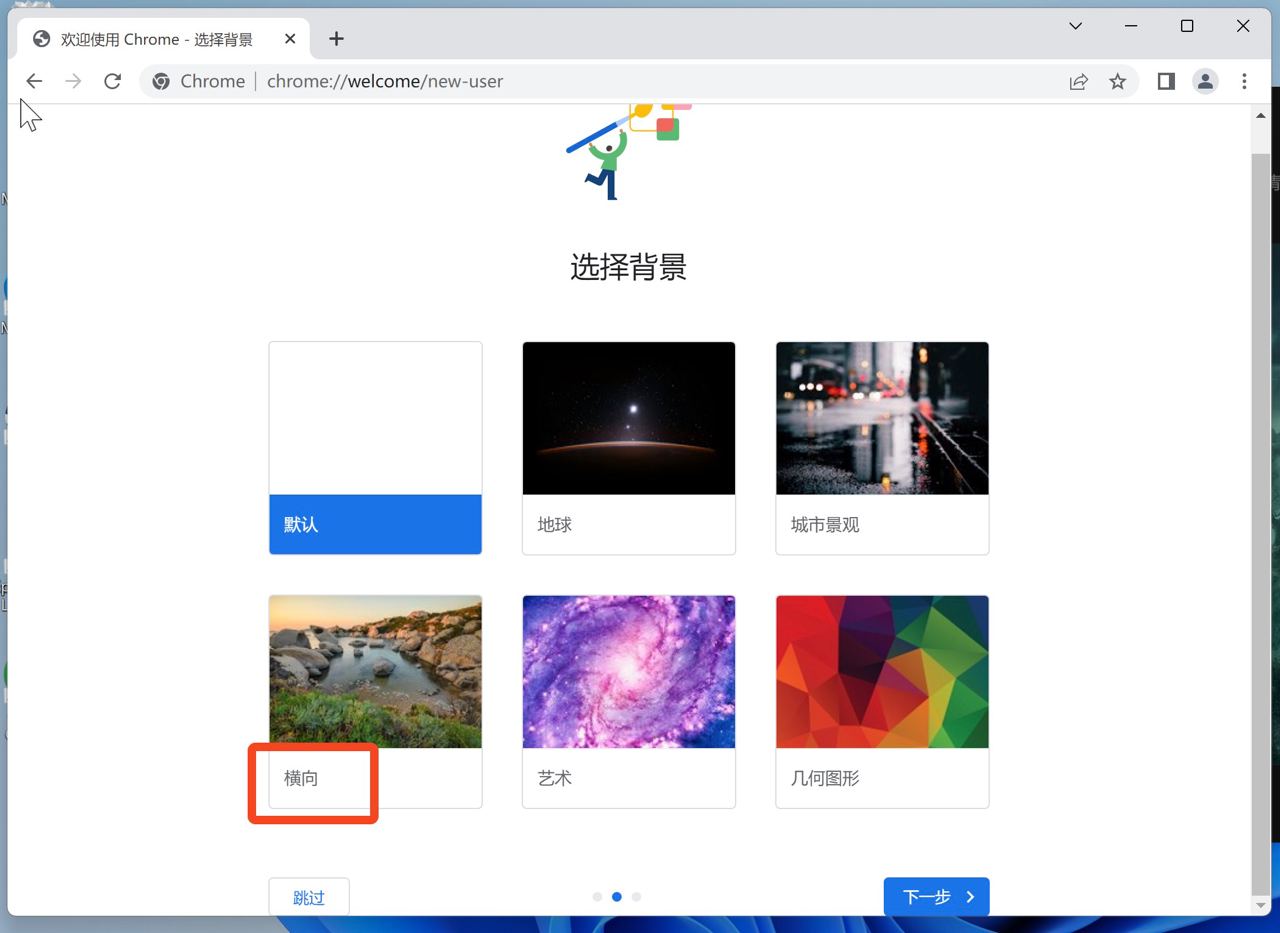 欢迎使用 Chrome - 选择背景
Chrome
chrome://welcome/new-user
选择背景
默认
地球
城市景观
横向
艺术
几何图形
跳过
下一步